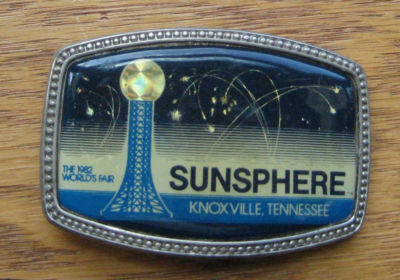 THE 1982
WORLD'S FAIR
SUNSPHERE
KNOXVILLE, TENNESSEE